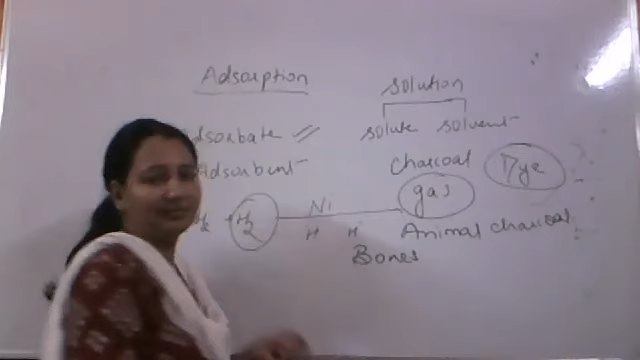 Adsorption
solution
Adsorbate
solute solvent
Adsorbent
charcoal Dye
H2 Ni gas
H H
Animal charcoal
Bones